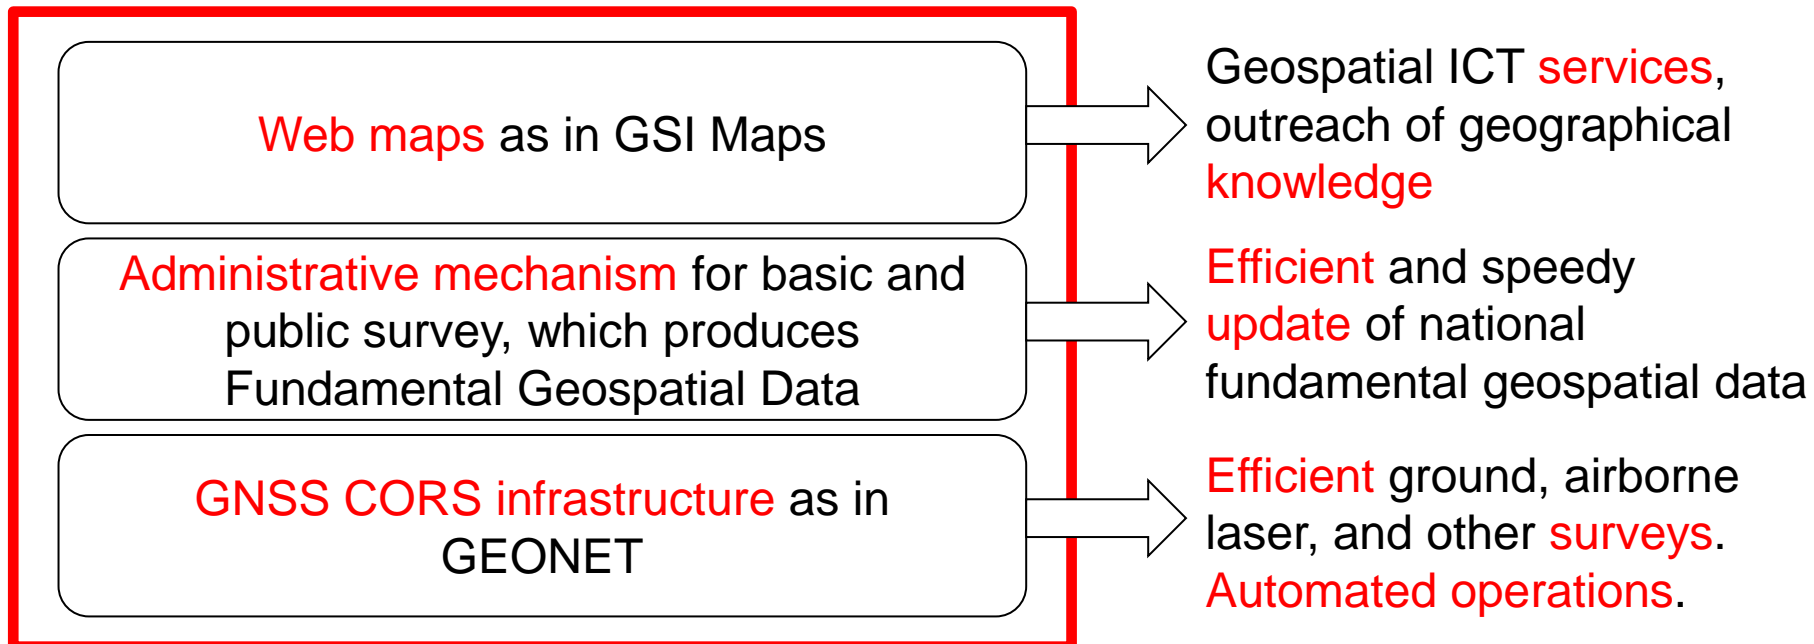 Web maps as in GSI Maps
Geospatial ICT services,
outreach of geographical
knowledge
Administrative mechanism for basic and
public survey, which produces
Fundamental Geospatial Data
Efficient and speedy
update of national
fundamental geospatial data
GNSS CORS infrastructure as in
GEONET
Efficient ground, airborne
laser, and other surveys.
Automated operations.